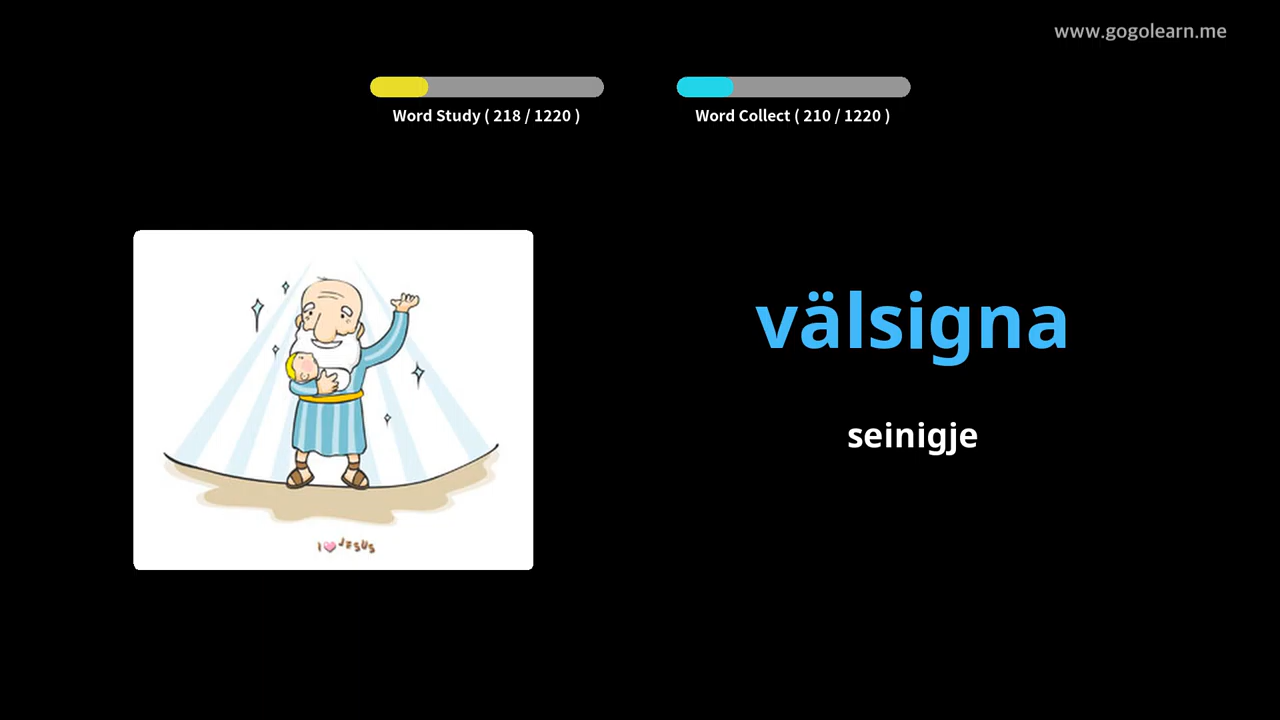 www.gogolearn.me
Word Study ( 218 / 1220 )
Word Collect ( 210 / 1220 )
välsigna
seinigje
I JESUS